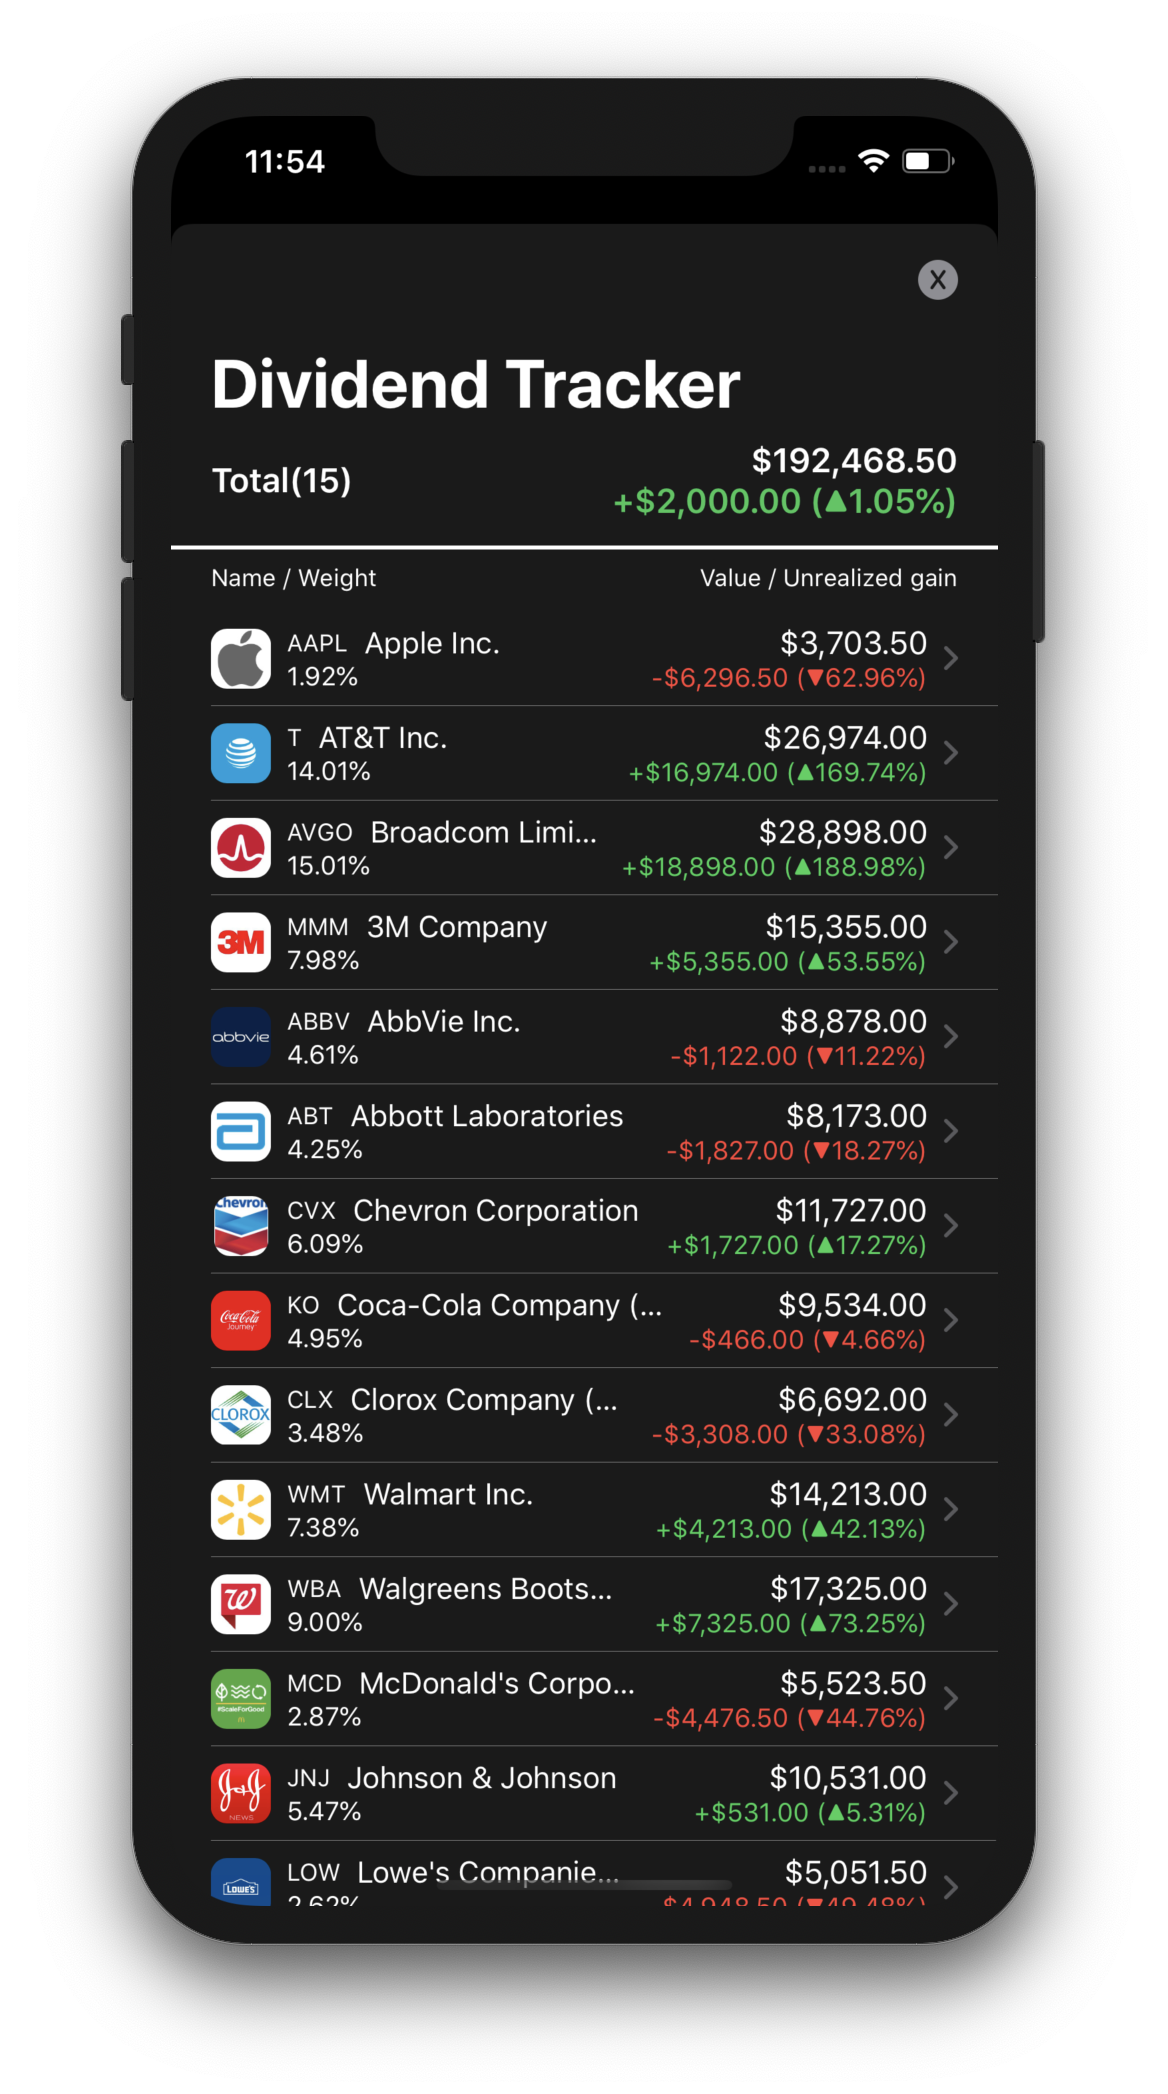 11:54
X
Dividend Tracker
Total(15)
$192,468.50
+$2,000.00 (▲1.05%)
Name / Weight
Value / Unrealized gain
AAPL Apple Inc.
$3,703.50
1.92%
-$6,296.50 (▼62.96%)
T AT&T Inc.
$26,974.00
14.01%
+$16,974.00 (▲169.74%)
AVGO Broadcom Limi...
$28,898.00
15.01%
+$18,898.00 (▲188.98%)
3M
MMM 3M Company
$15,355.00
7.98%
+$5,355.00 (▲53.55%)
abbvie
ABBV AbbVie Inc.
$8,878.00
4.61%
-$1,122.00 (▼11.22%)
ABT Abbott Laboratories
$8,173.00
4.25%
-$1,827.00 (▼18.27%)
Chevron
CVX Chevron Corporation
$11,727.00
6.09%
+$1,727.00 (▲17.27%)
Coca-Cola
Journey
KO Coca-Cola Company (...
$9,534.00
4.95%
-$466.00 (▼4.66%)
CLOROX
CLX Clorox Company (...
$6,692.00
3.48%
-$3,308.00 (▼33.08%)
WMT Walmart Inc.
$14,213.00
7.38%
+$4,213.00 (▲42.13%)
W
WBA Walgreens Boots...
$17,325.00
9.00%
+$7,325.00 (▲73.25%)
#ScaleForGood
MCD McDonald's Corpo...
$5,523.50
2.87%
-$4,476.50 (▼44.76%)
J&J
NEWS
JNJ Johnson & Johnson
$10,531.00
5.47%
+$531.00 (▲5.31%)
LOWE'S
LOW Lowe's Companie...
$5,051.50
2.62%
-$4,948.50 (▼49.48%)